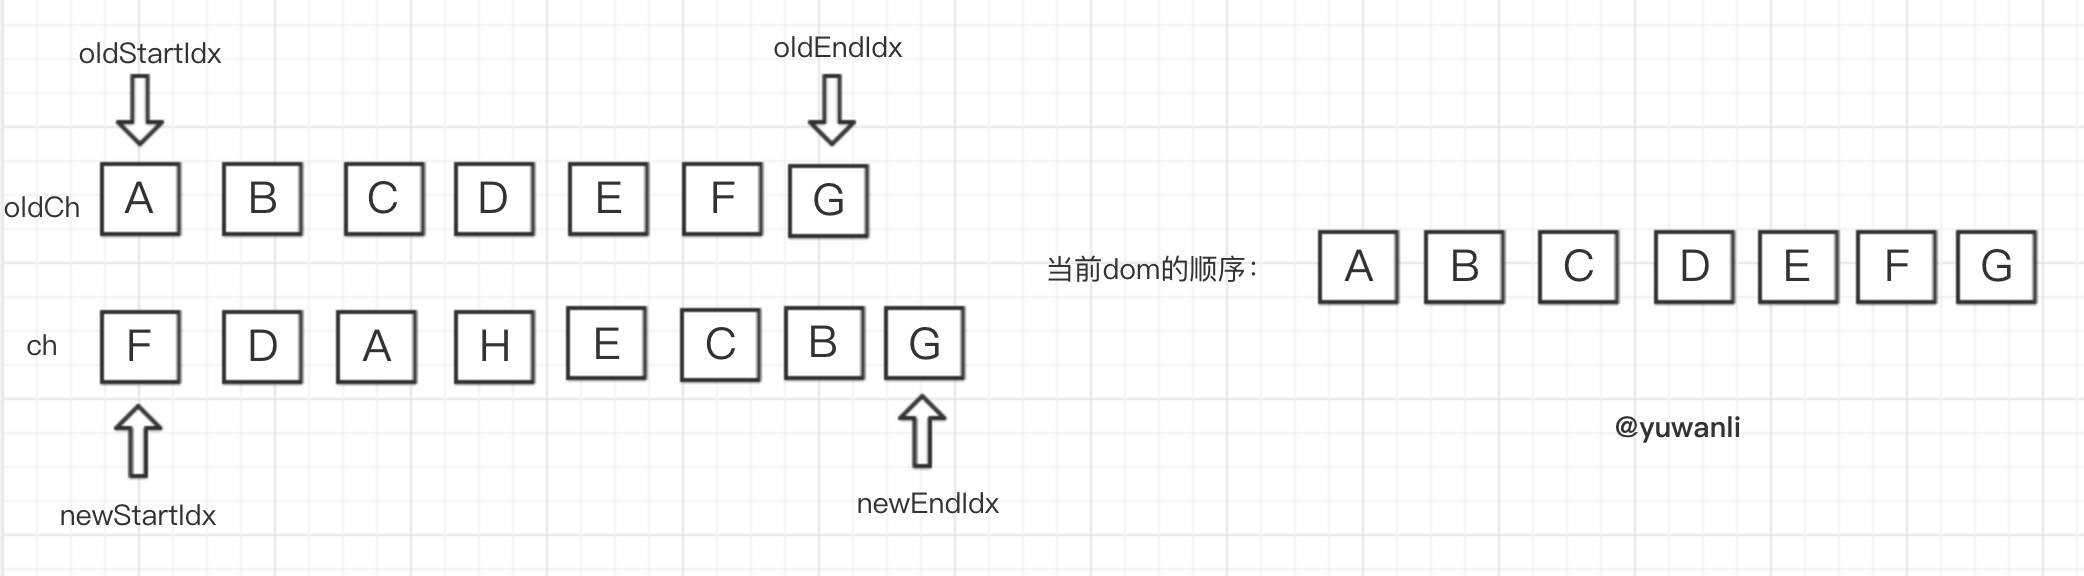 oldStartIdx
oldEndIdx
oldCh A B C D E F G
ch F D A H E C B G
newStartIdx
newEndIdx
当前dom的顺序: A B C D E F G
@yuwanli